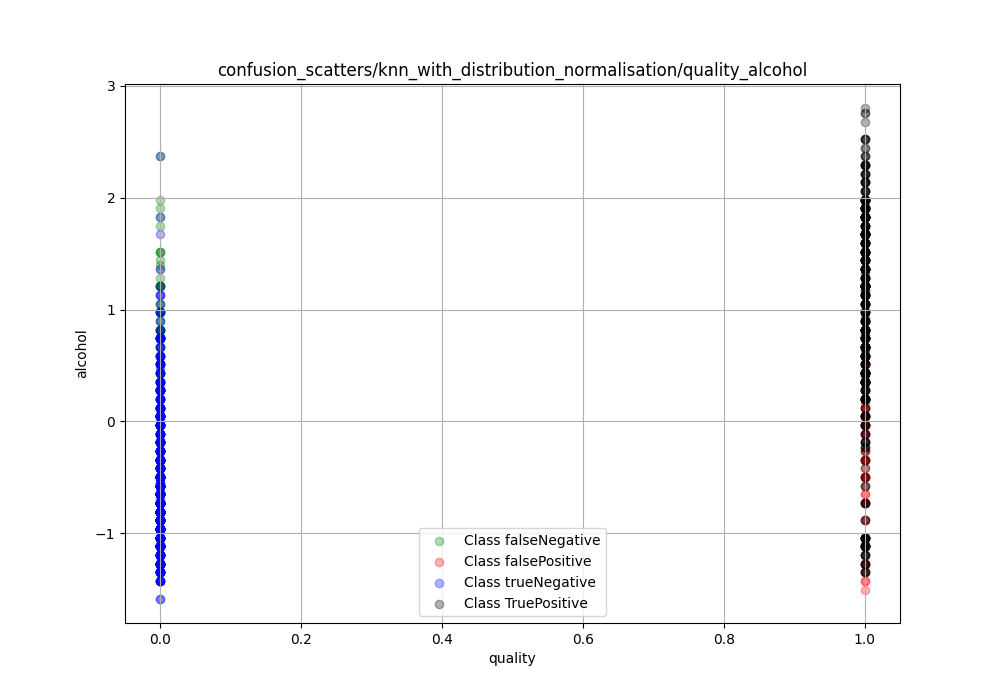 confusion_scatters/knn_with_distribution_normalisation/quality_alcohol
3
2
1
0
−1
alcohol
0.0 0.2 0.4 0.6 0.8 1.0
quality
Class falseNegative
Class falsePositive
Class trueNegative
Class TruePositive